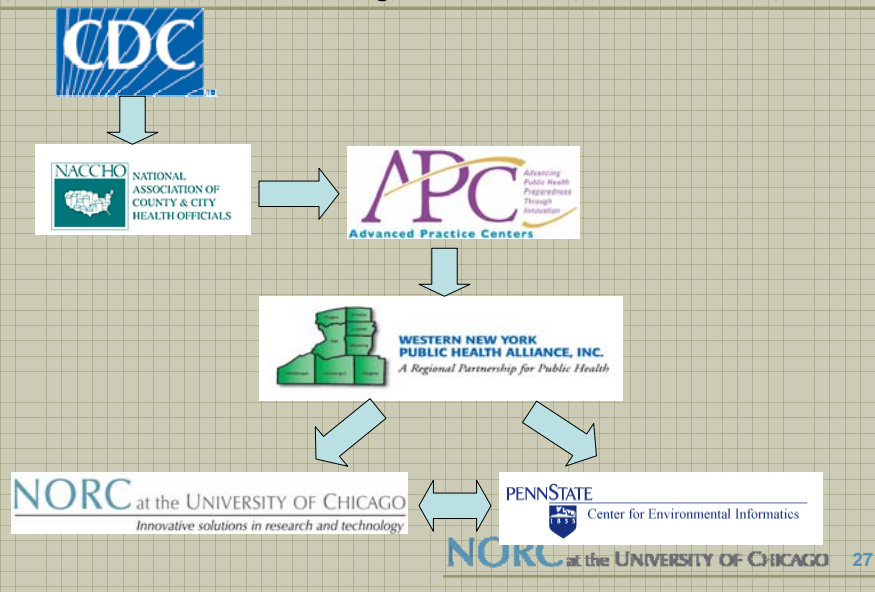 CDC
NACCHO
NATIONAL
ASSOCIATION OF
COUNTY & CITY
HEALTH OFFICIALS
APC
Advancing
Public Health
Preparedness
Through
Innovation
Advanced Practice Centers
WESTERN NEW YORK
PUBLIC HEALTH ALLIANCE, INC.
A Regional Partnership for Public Health
NORC at the UNIVERSITY OF CHICAGO
Innovative solutions in research and technology
PENNSTATE
1855
Center for Environmental Informatics
NORC at the UNIVERSITY OF CHICAGO 27